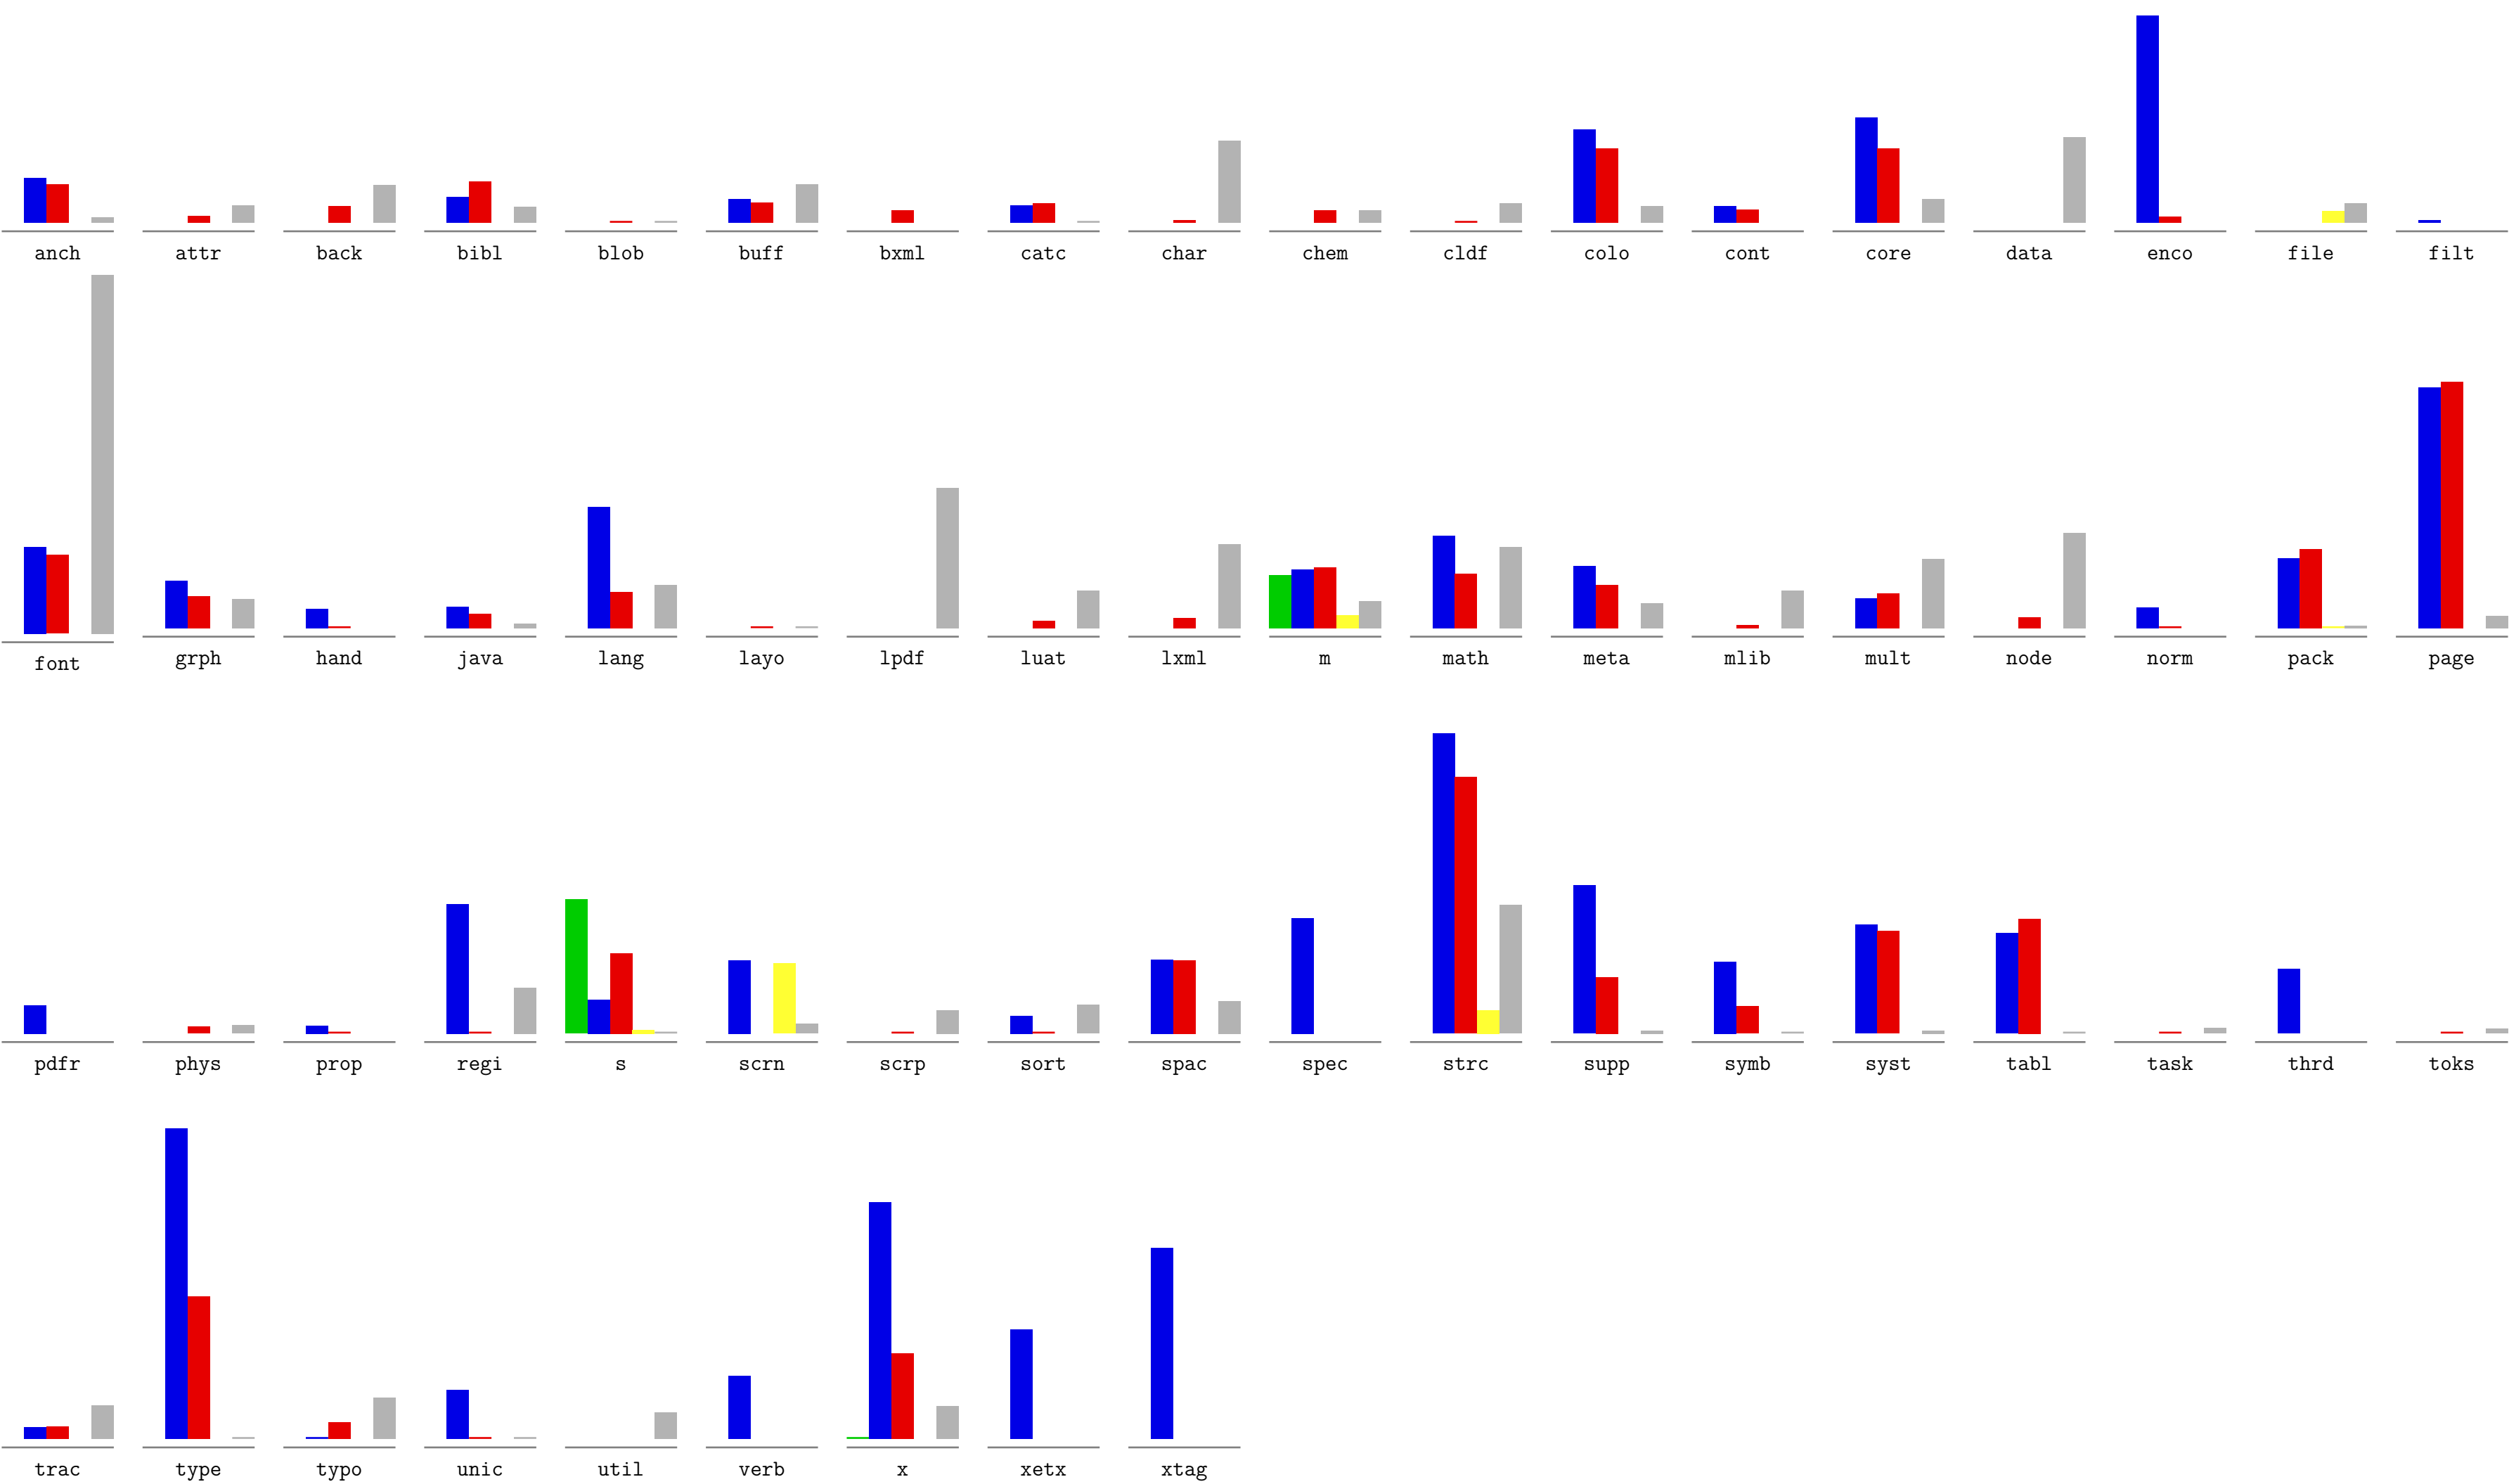 anch attr back bibl blob buff bxml catc char chem cldf colo cont core data enco file filt
font grph hand java lang layo lpdf luat lxml m math meta mlib mult node norm pack page
pdfr phys prop regi s scrn scrp sort spac spec strc supp symb syst tabl task thrd toks
trac type typo unic util verb x xetx xtag